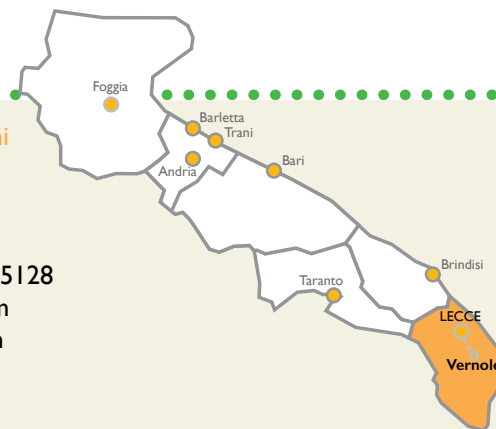 Foggia
Barletta
Trani
Bari
Andria
5128
Brindisi
Taranto
LECCE
Vernole